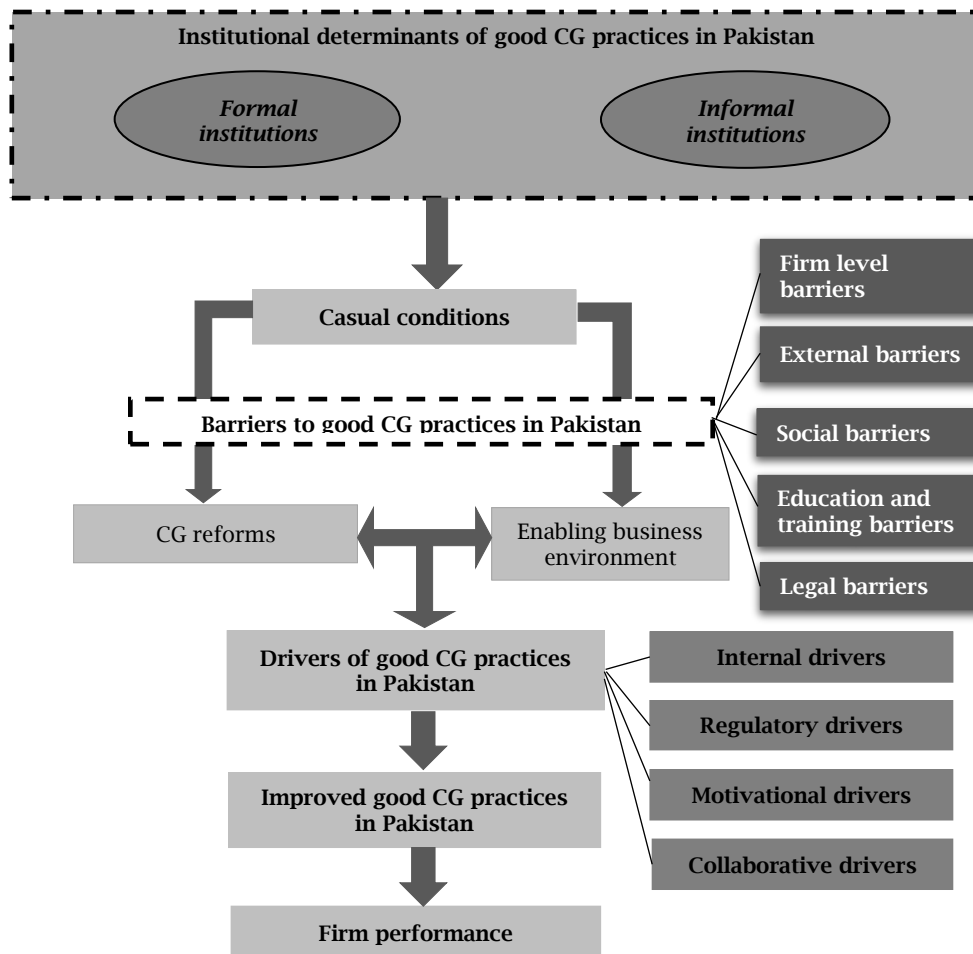 Institutional determinants of good CG practices in Pakistan
Formal
institutions
Informal
institutions
Firm level
barriers
Casual conditions
External barriers
Barriers to good CG practices in Pakistan
Social barriers
Education and
training barriers
CG reforms
Enabling business
environment
Legal barriers
Drivers of good CG practices
in Pakistan
Internal drivers
Regulatory drivers
Improved good CG practices
in Pakistan
Motivational drivers
Collaborative drivers
Firm performance